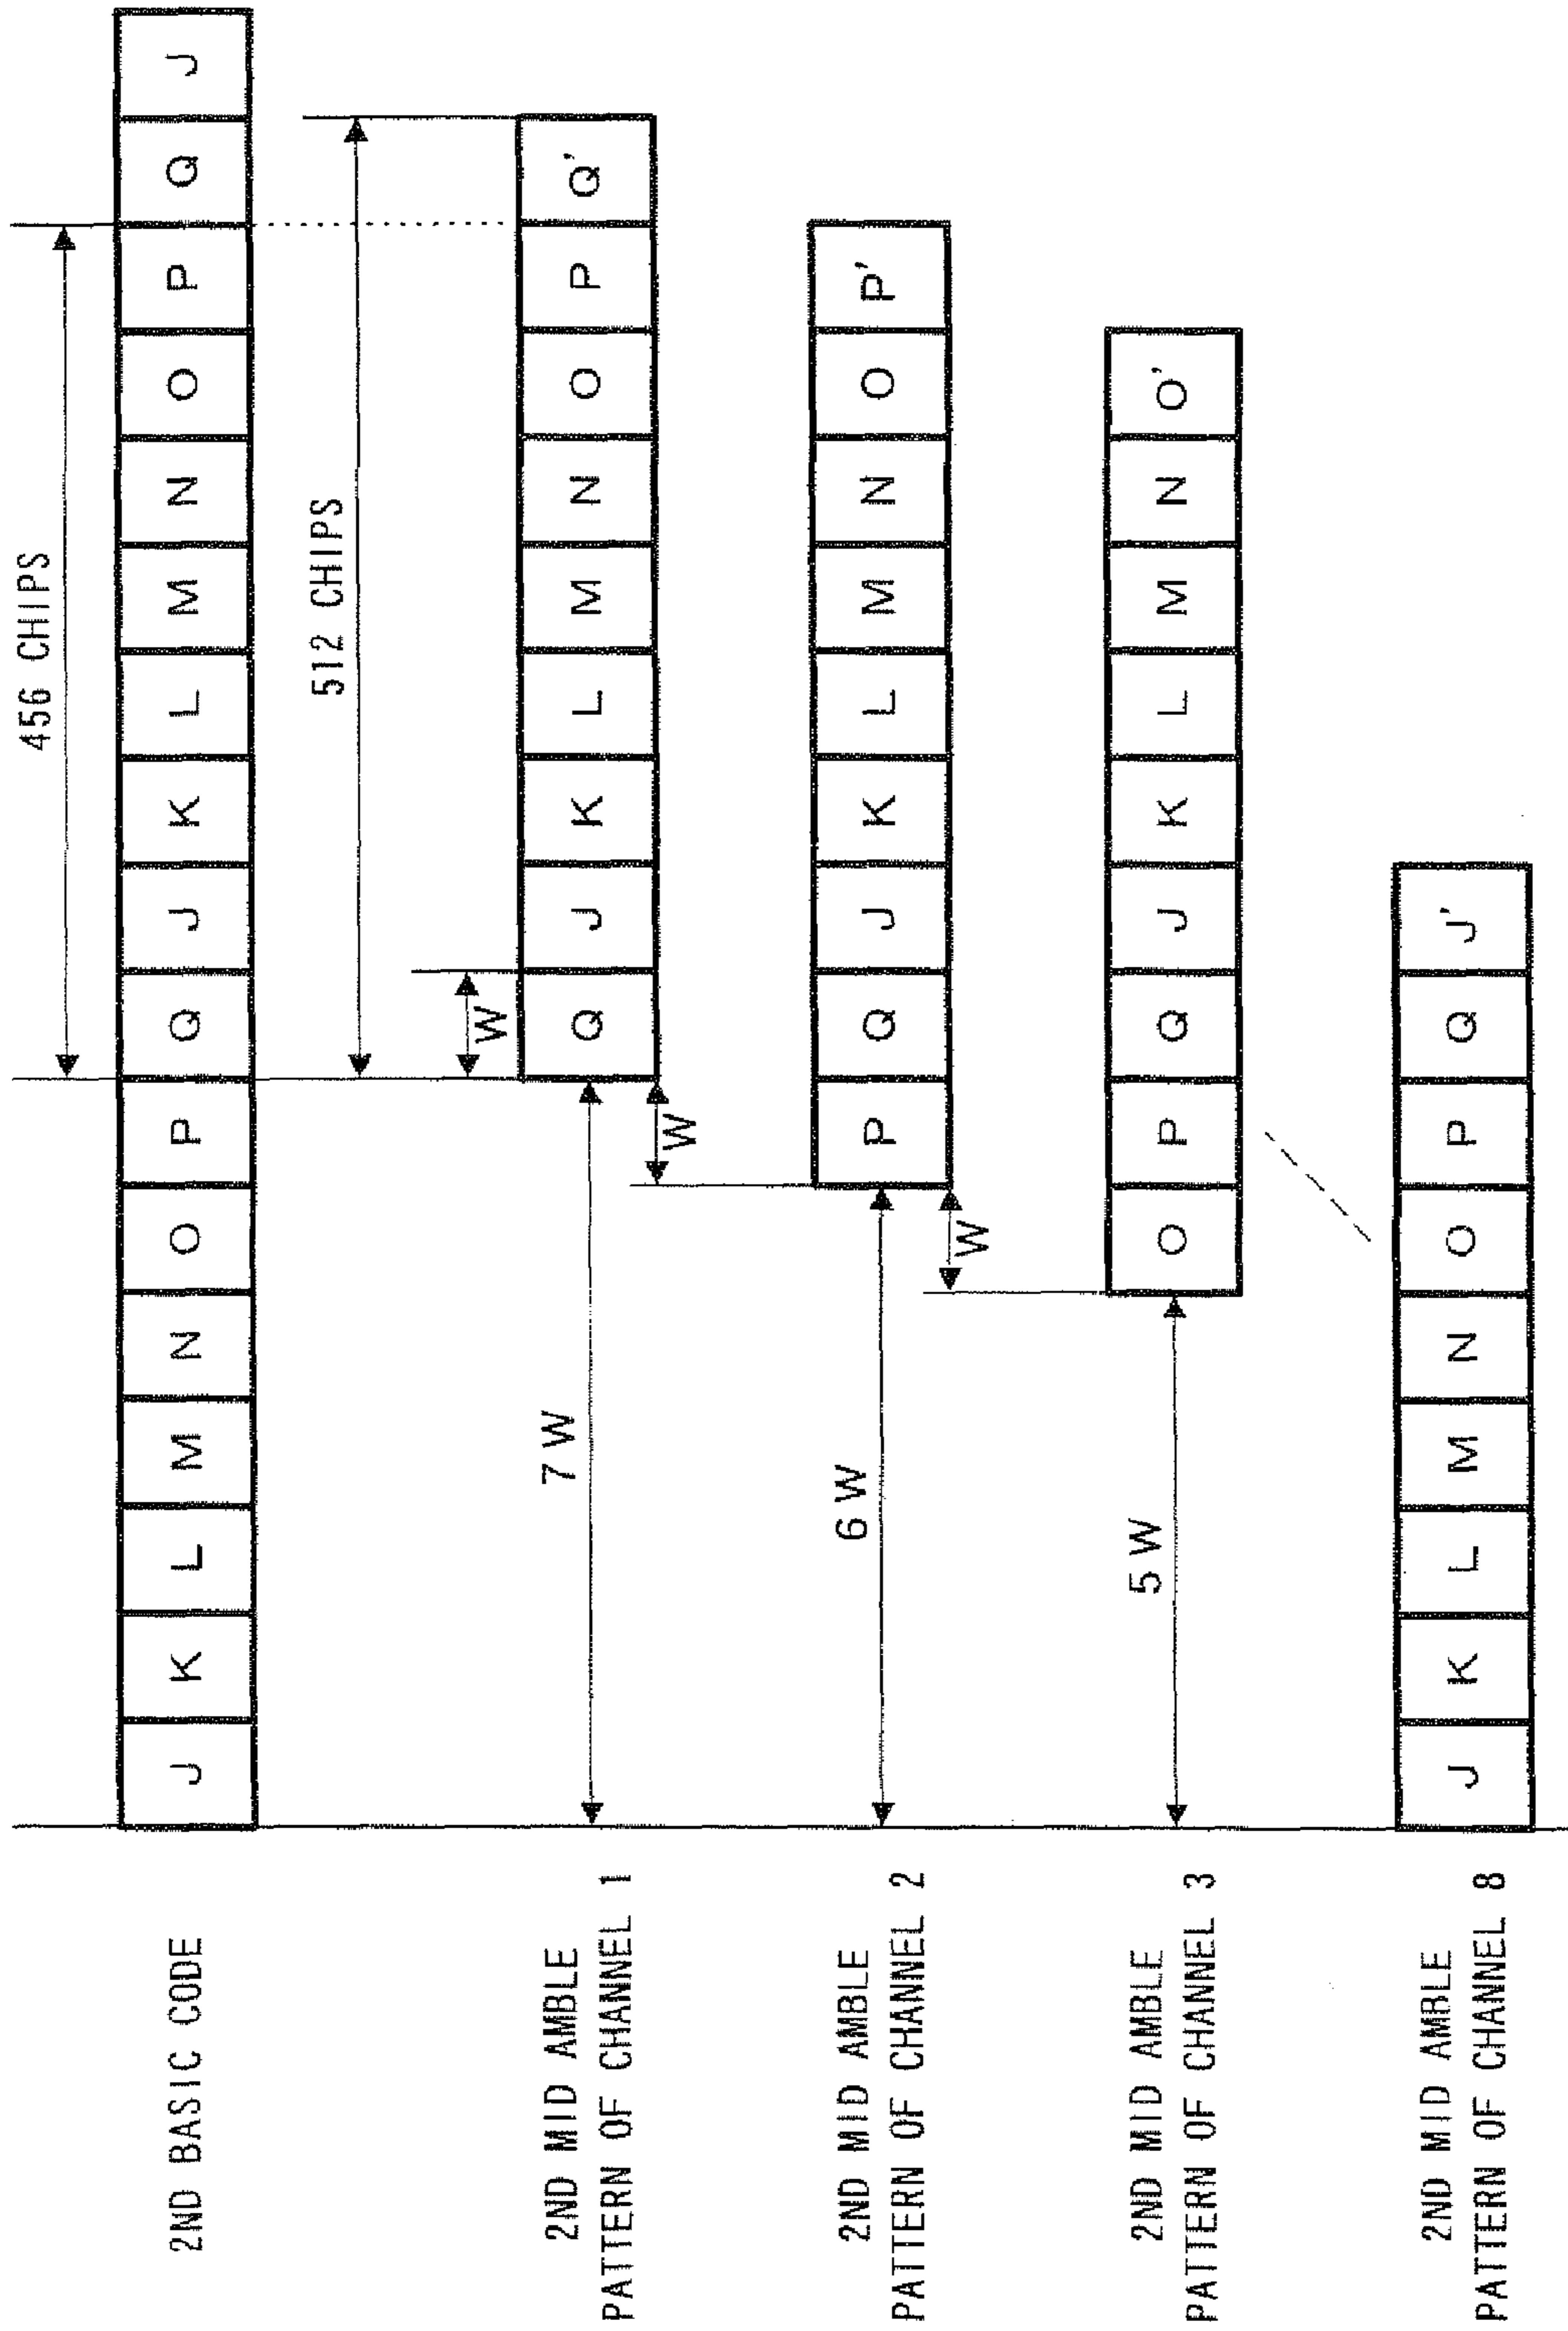 456 CHIPS
2ND BASIC CODE
J K L M N O P Q J K L M N O P Q J
512 CHIPS
W
7 W
2ND MID AMBLE
PATTERN OF CHANNEL 1
Q J K L M N O P Q'
W
6 W
2ND MID AMBLE
PATTERN OF CHANNEL 2
P Q J K L M N O P'
W
5 W
2ND MID AMBLE
PATTERN OF CHANNEL 3
O P Q J K L M N O'
2ND MID AMBLE
PATTERN OF CHANNEL 8
J K L M N O P Q J'